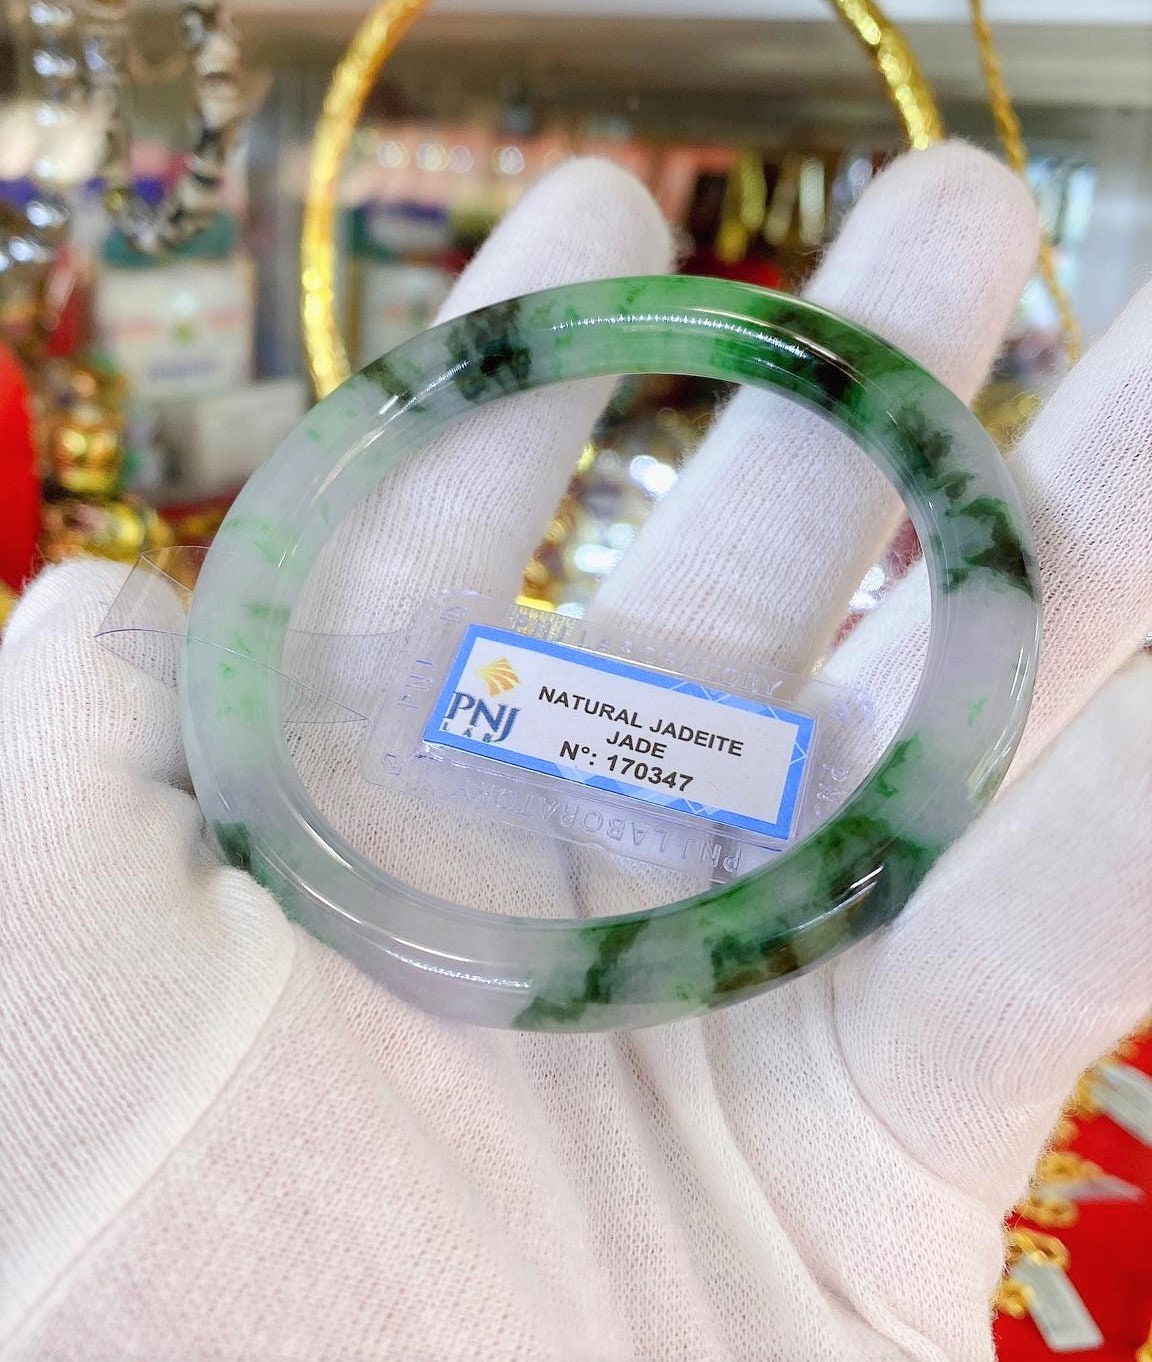 PNJ
LAB
NATURAL JADEITE
JADE
N°: 170347
PNJ LABORATORY